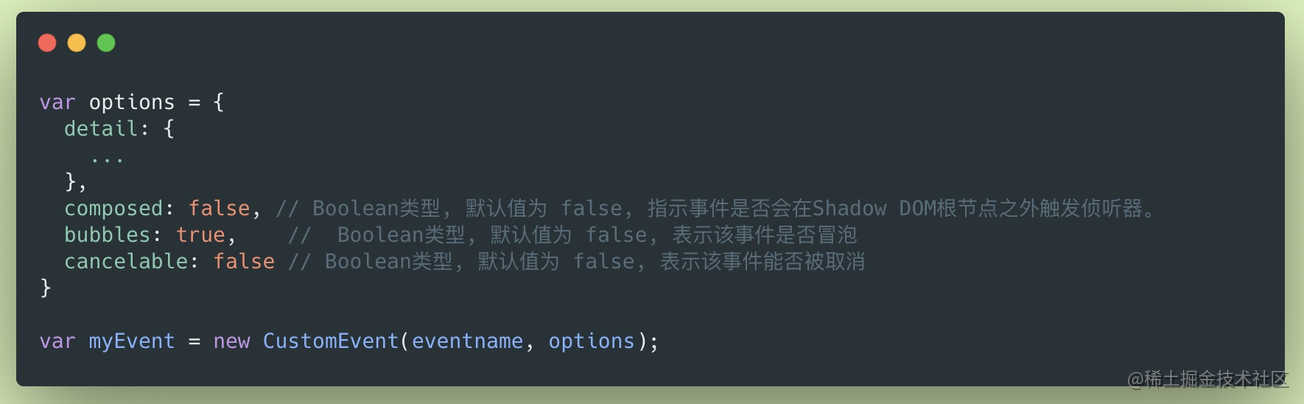 var options = {
  detail: {
    ...
  },
  composed: false, // Boolean类型, 默认值为 false, 指示事件是否会在Shadow DOM根节点之外触发侦听器。
  bubbles: true,    //  Boolean类型, 默认值为 false, 表示该事件是否冒泡
  cancelable: false // Boolean类型, 默认值为 false, 表示该事件能否被取消
}

var myEvent = new CustomEvent(eventname, options);
@稀土掘金技术社区